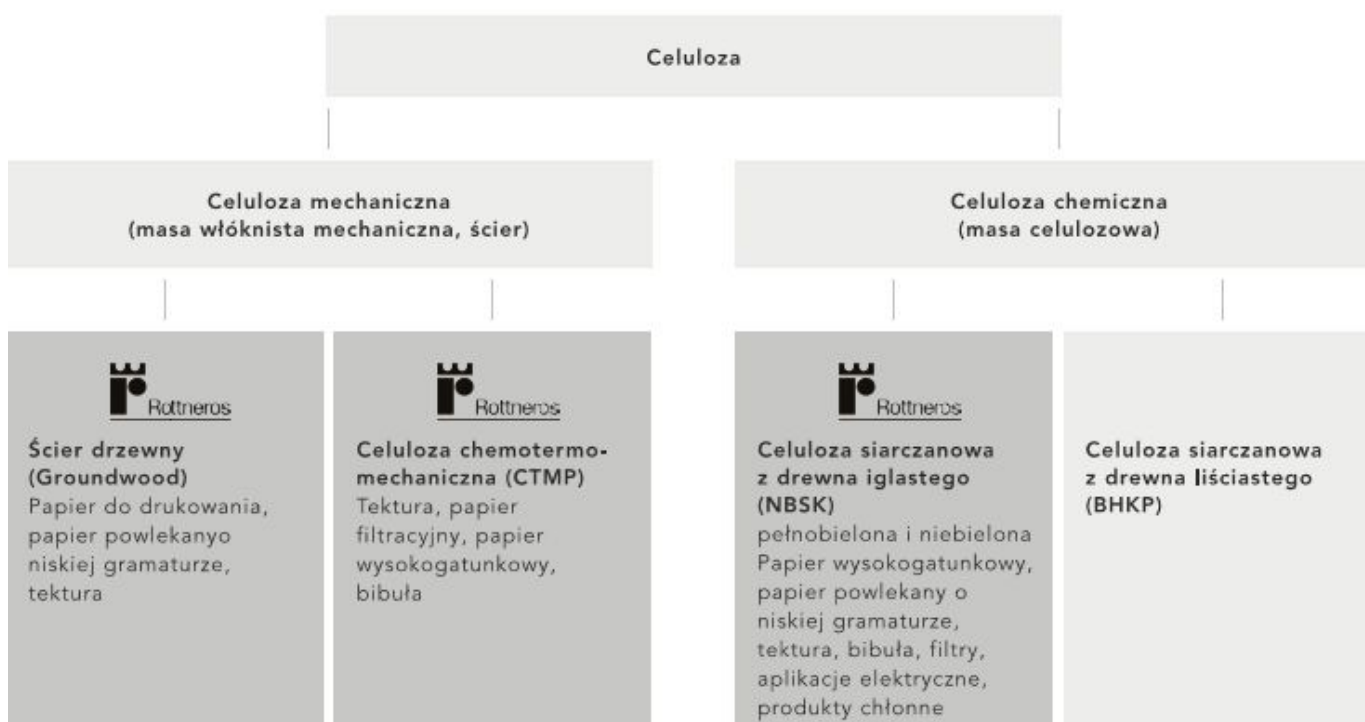 Celuloza
Celuloza mechaniczna
(masa włóknista mechaniczna, ścier)
Celuloza chemiczna
(masa celulozowa)
Rottneros
Ścier drzewny
(Groundwood)
Papier do drukowania,
papier powlekanyo
niskiej gramaturze,
tektura
Rottneros
Celuloza chemotermo-
mechaniczna (CTMP)
Tektura, papier
filtracyjny, papier
wysokogatunkowy,
bibuła
Rottneros
Celuloza siarczanowa
z drewna iglastego
(NBSK)
pełnobielona i niebielona
Papier wysokogatunkowy,
papier powlekany o
niskiej gramaturze,
tektura, bibuła, filtry,
aplikacje elektryczne,
produkty chłonne
Celuloza siarczanowa
z drewna liściastego
(BHKP)